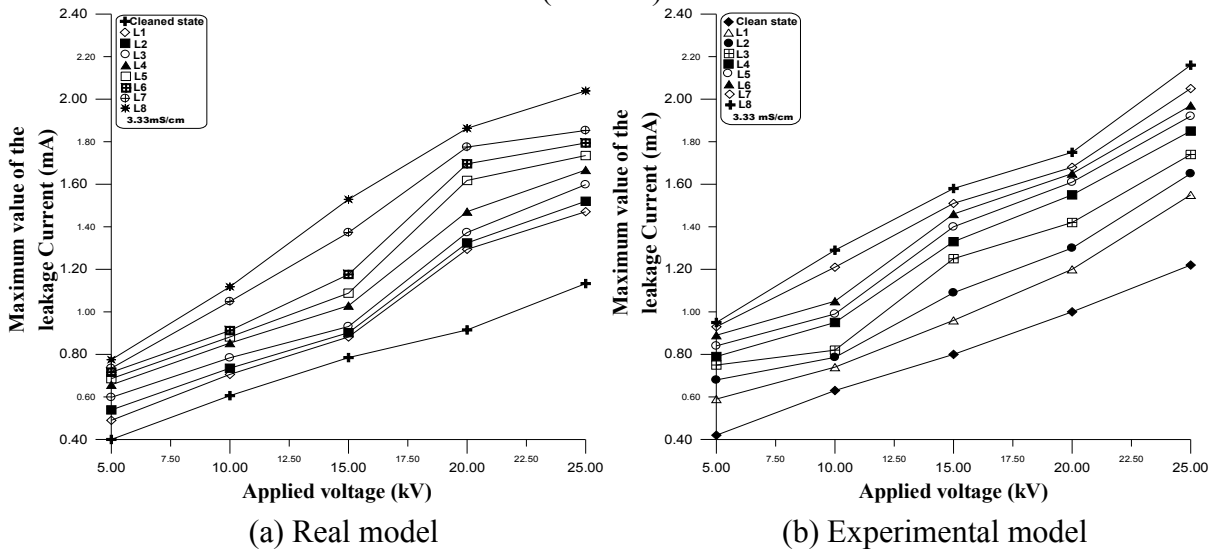 2.40
2.20
2.00
1.80
1.60
1.40
1.20
1.00
0.80
0.60
0.40
Maximum value of the
leakage Current (mA)
Cleaned state
L1
L2
L3
L4
L5
L6
L7
L8
3.33mS/cm
5.00
7.50
10.00
12.50
15.00
17.50
20.00
22.50
25.00
Applied voltage (kV)
(a) Real model
2.40
2.20
2.00
1.80
1.60
1.40
1.20
1.00
0.80
0.60
0.40
Maximum value of the
leakage Current (mA)
Clean state
L1
L2
L3
L4
L5
L6
L7
L8
3.33 mS/cm
5.00
7.50
10.00
12.50
15.00
17.50
20.00
22.50
25.00
Applied voltage (kV)
(b) Experimental model